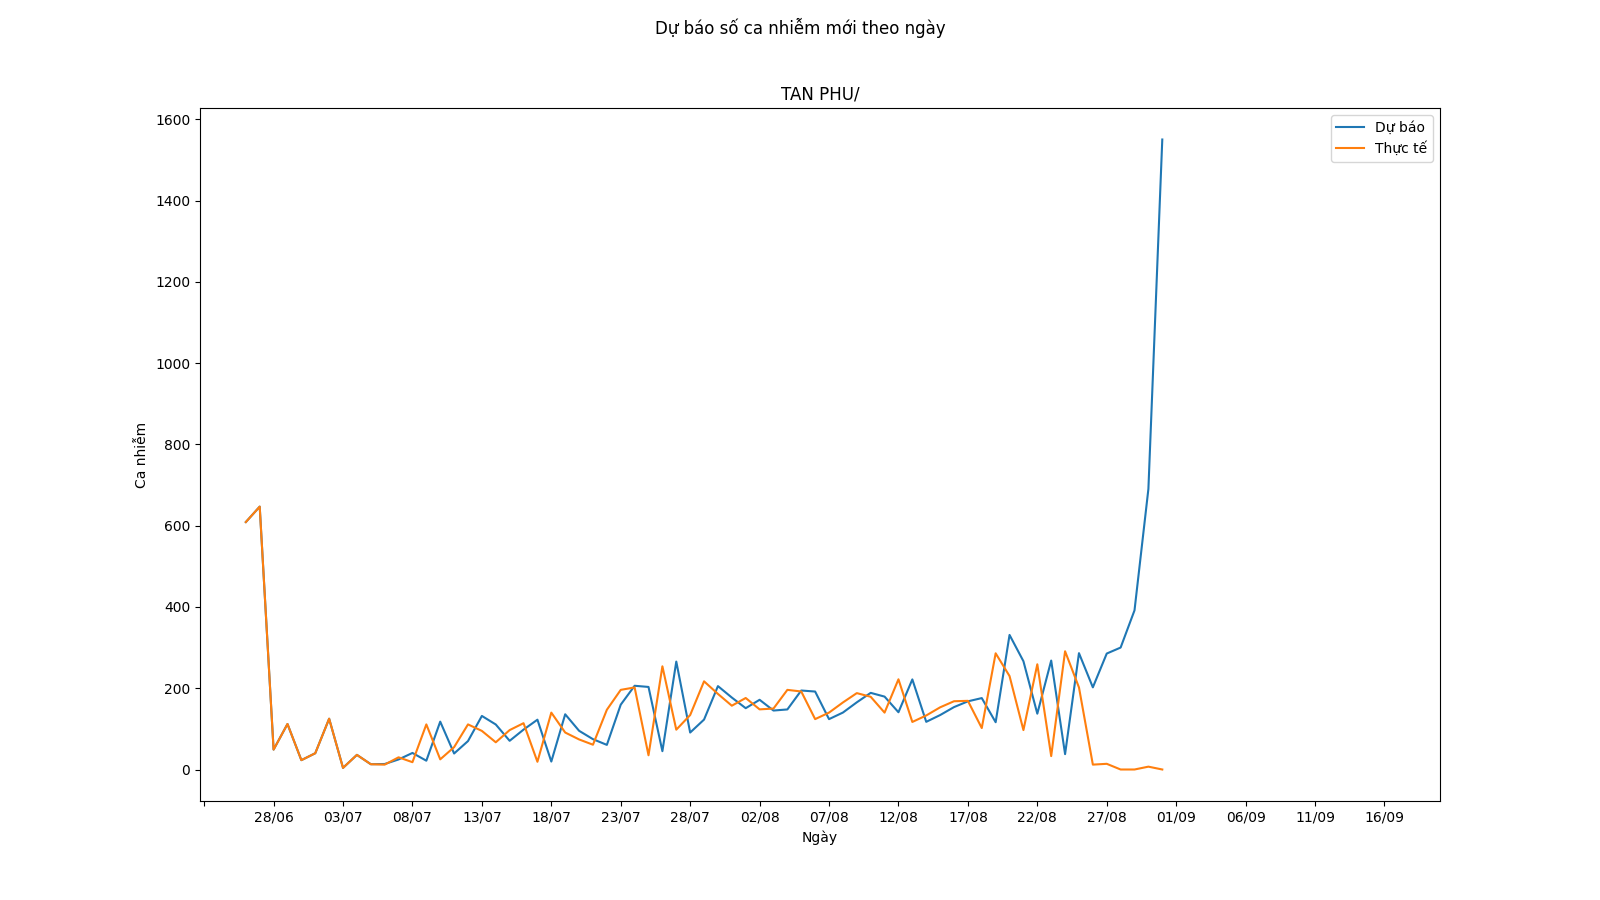 Dự báo số ca nhiễm mới theo ngày
TAN PHU/
Dự báo
Thực tế
1600
1400
1200
1000
800
600
400
200
0
Ca nhiễm
28/06 03/07 08/07 13/07 18/07 23/07 28/07 02/08 07/08 12/08 17/08 22/08 27/08 01/09 06/09 11/09 16/09
Ngày